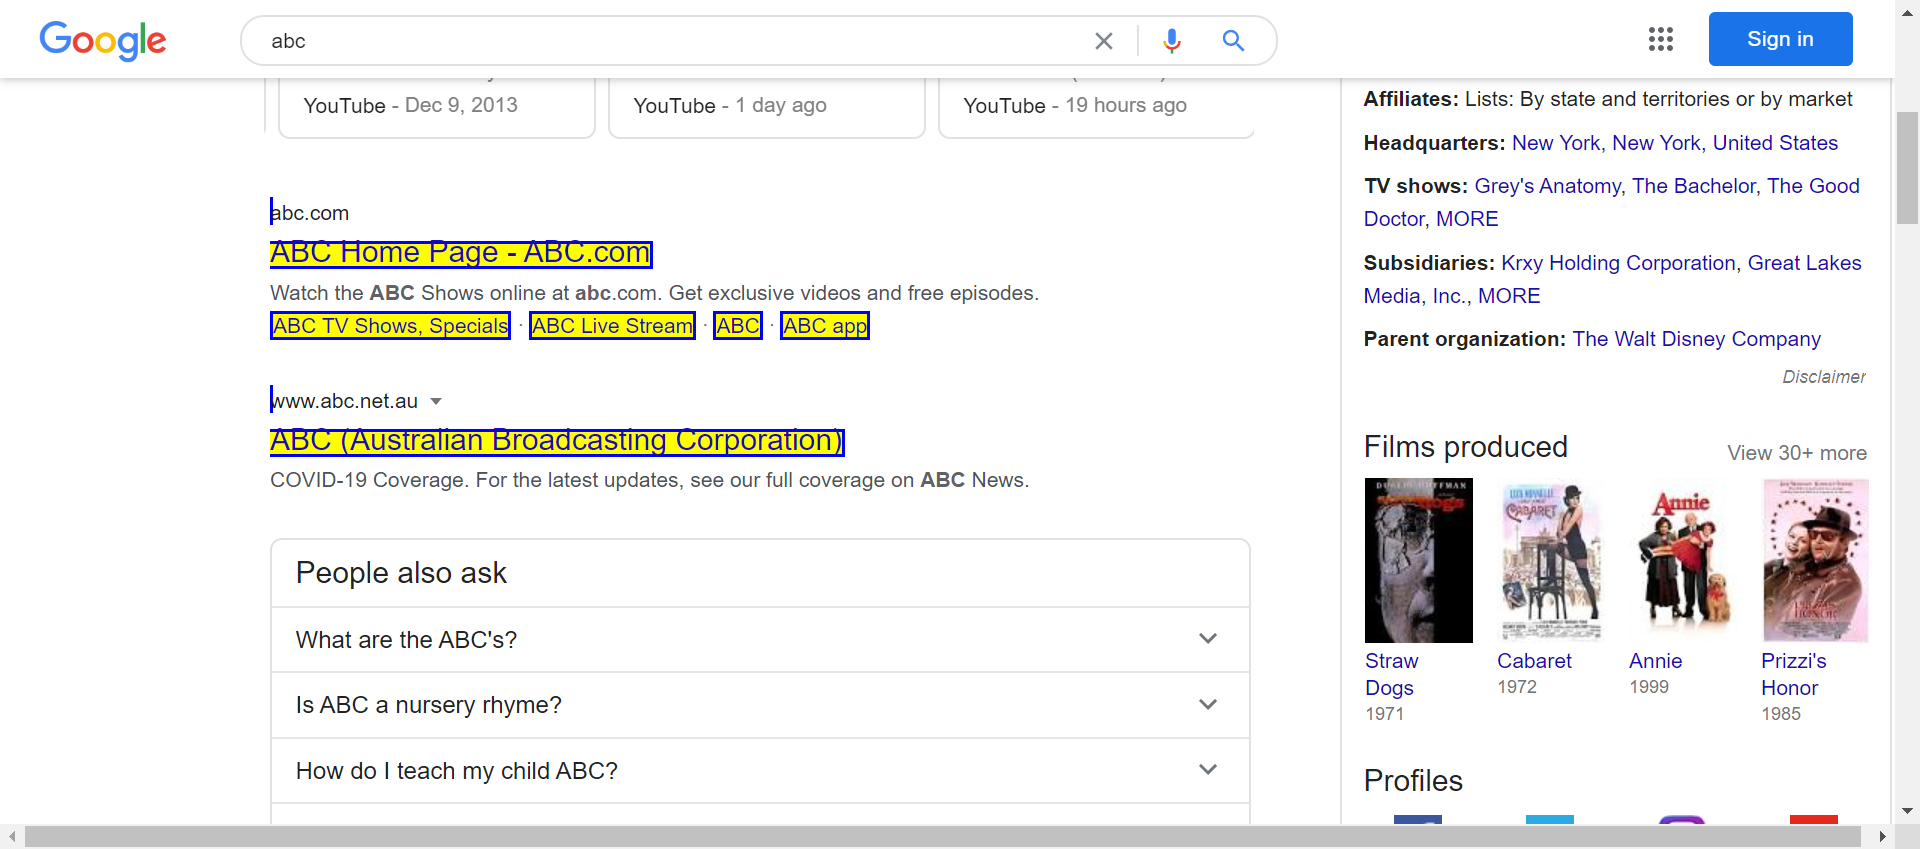 Google
abc
Sign in
YouTube - Dec 9, 2013
YouTube - 1 day ago
YouTube - 19 hours ago
abc.com
ABC Home Page - ABC.com
Watch the ABC Shows online at abc.com. Get exclusive videos and free episodes.
ABC TV Shows, Specials · ABC Live Stream · ABC · ABC app
www.abc.net.au
ABC (Australian Broadcasting Corporation)
COVID-19 Coverage. For the latest updates, see our full coverage on ABC News.
People also ask
What are the ABC's?
Is ABC a nursery rhyme?
How do I teach my child ABC?
Affiliates: Lists: By state and territories or by market
Headquarters: New York, New York, United States
TV shows: Grey's Anatomy, The Bachelor, The Good
Doctor, MORE
Subsidiaries: Krxy Holding Corporation, Great Lakes
Media, Inc., MORE
Parent organization: The Walt Disney Company
Disclaimer
Films produced
View 30+ more
CABARET
Annie
Straw
Dogs
1971
Cabaret
1972
Annie
1999
Prizzi's
Honor
1985
Profiles